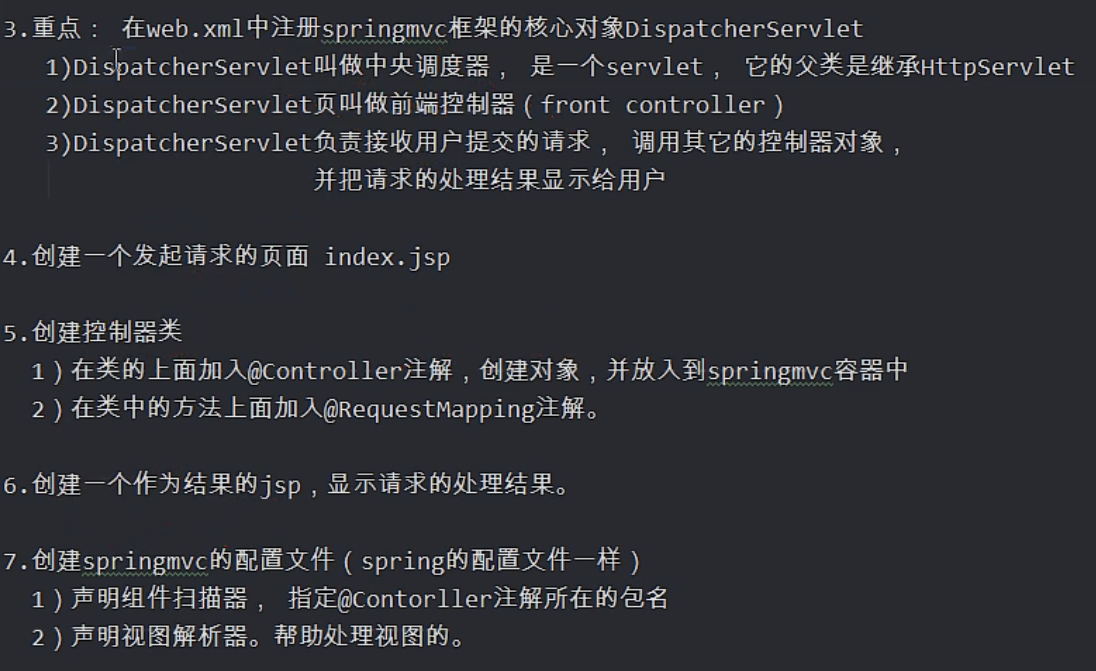 3.重点： 在web.xml中注册springmvc框架的核心对象DispatcherServlet
1)DispatcherServlet叫做中央调度器， 是一个servlet， 它的父类是继承HttpServlet
2)DispatcherServlet页叫做前端控制器（front controller）
3)DispatcherServlet负责接收用户提交的请求， 调用其它的控制器对象，
并把请求的处理结果显示给用户
4.创建一个发起请求的页面 index.jsp
5.创建控制器类
1）在类的上面加入@Controller注解，创建对象，并放入到springmvc容器中
2）在类中的方法上面加入@RequestMapping注解。
6.创建一个作为结果的jsp，显示请求的处理结果。
7.创建springmvc的配置文件（spring的配置文件一样）
1）声明组件扫描器， 指定@Contorller注解所在的包名
2）声明视图解析器。帮助处理视图的。